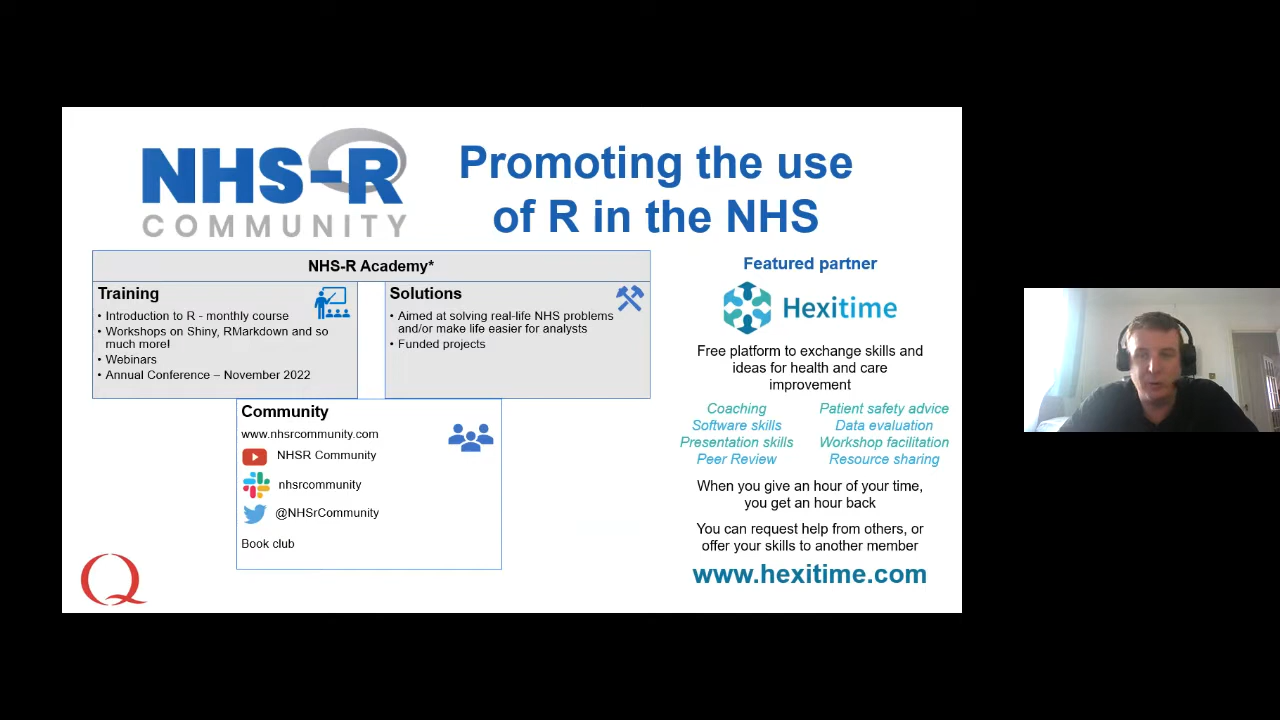 NHS-R
COMMUNITY
Promoting the use
of R in the NHS
NHS-R Academy*
Training
• Introduction to R - monthly course
• Workshops on Shiny, RMarkdown and so
much more!
• Webinars
• Annual Conference – November 2022
Solutions
• Aimed at solving real-life NHS problems
and/or make life easier for analysts
• Funded projects
Community
www.nhsrcommunity.com
NHSR Community
nhsrcommunity
@NHSrCommunity
Book club
Q
Featured partner
Hexitime
Free platform to exchange skills and
ideas for health and care
improvement
Coaching
Software skills
Presentation skills
Peer Review
Patient safety advice
Data evaluation
Workshop facilitation
Resource sharing
When you give an hour of your time,
you get an hour back
You can request help from others, or
offer your skills to another member
www.hexitime.com